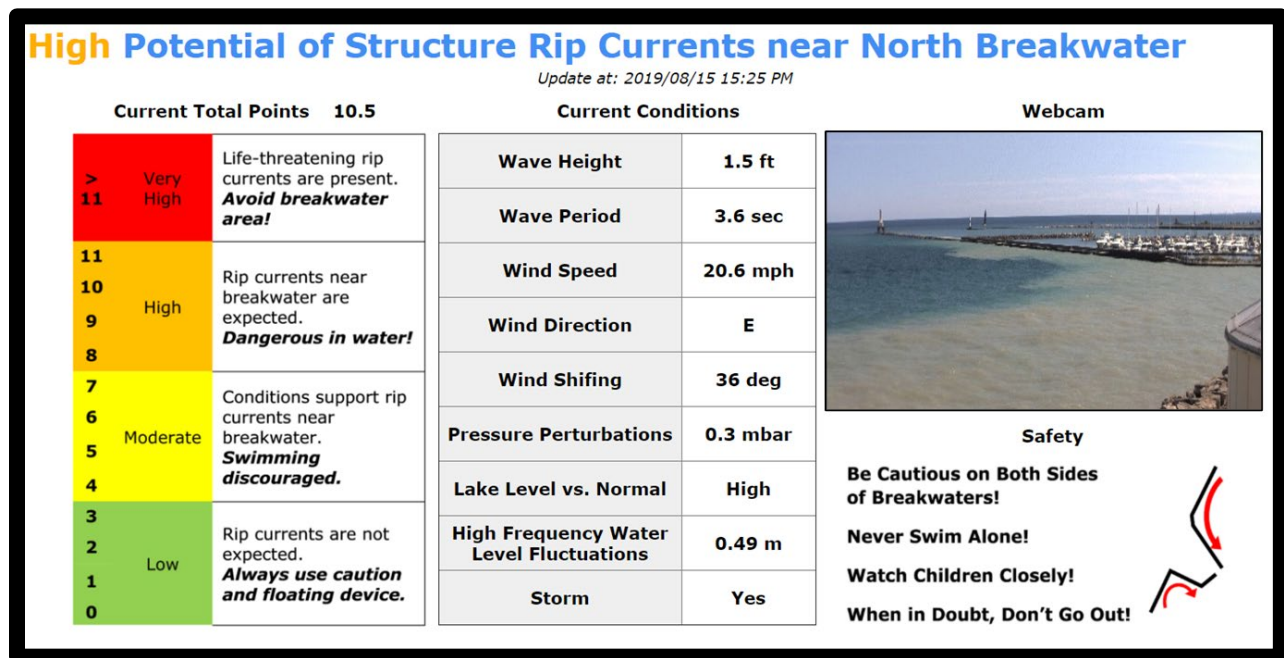 High Potential of Structure Rip Currents near North Breakwater
Update at: 2019/08/15 15:25 PM
Current Total Points 10.5
>
11
Very
High
Life-threatening rip
currents are present.
Avoid breakwater
area!
11
10
9
8
High
Rip currents near
breakwater are
expected.
Dangerous in water!
7
6
5
4
Moderate
Conditions support rip
currents near
breakwater.
Swimming
discouraged.
3
2
1
0
Low
Rip currents are not
expected.
Always use caution
and floating device.
Current Conditions
Wave Height 1.5 ft
Wave Period 3.6 sec
Wind Speed 20.6 mph
Wind Direction E
Wind Shifing 36 deg
Pressure Perturbations 0.3 mbar
Lake Level vs. Normal High
High Frequency Water
Level Fluctuations 0.49 m
Storm Yes
Webcam
Safety
Be Cautious on Both Sides
of Breakwaters!
Never Swim Alone!
Watch Children Closely!
When in Doubt, Don't Go Out!